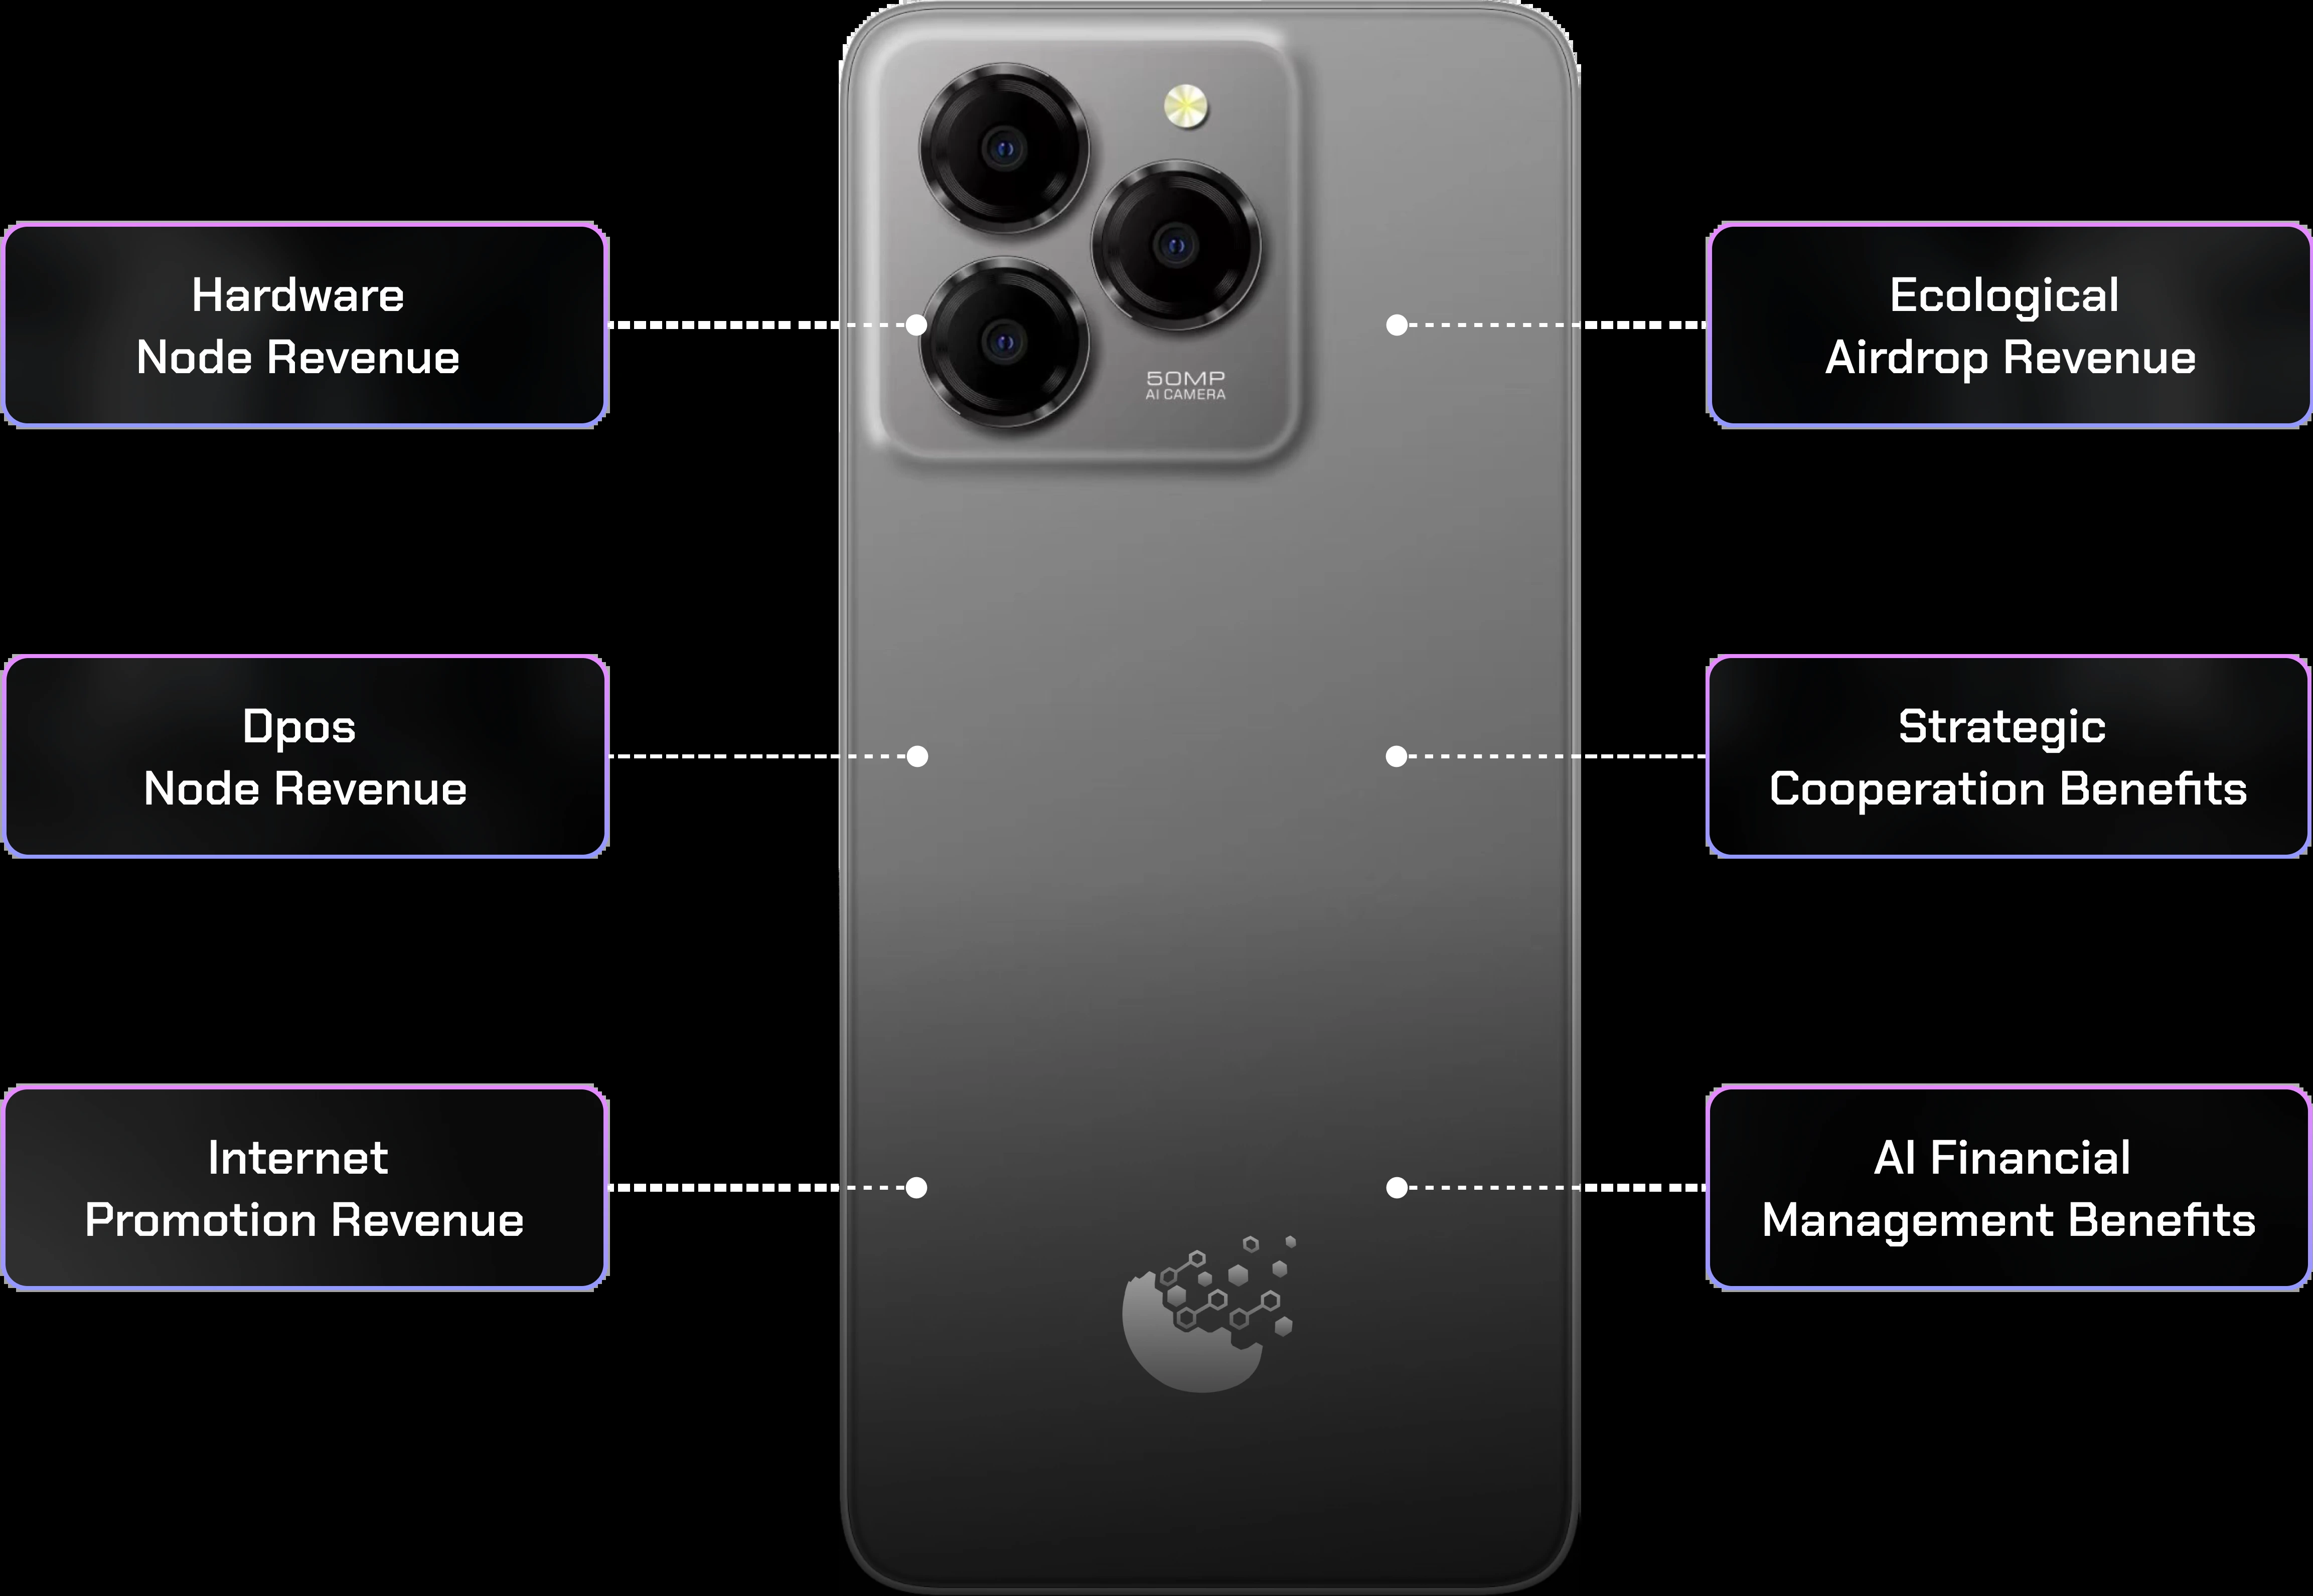 Hardware
Node Revenue
Dpos
Node Revenue
Internet
Promotion Revenue
50MP
AI CAMERA
Ecological
Airdrop Revenue
Strategic
Cooperation Benefits
AI Financial
Management Benefits